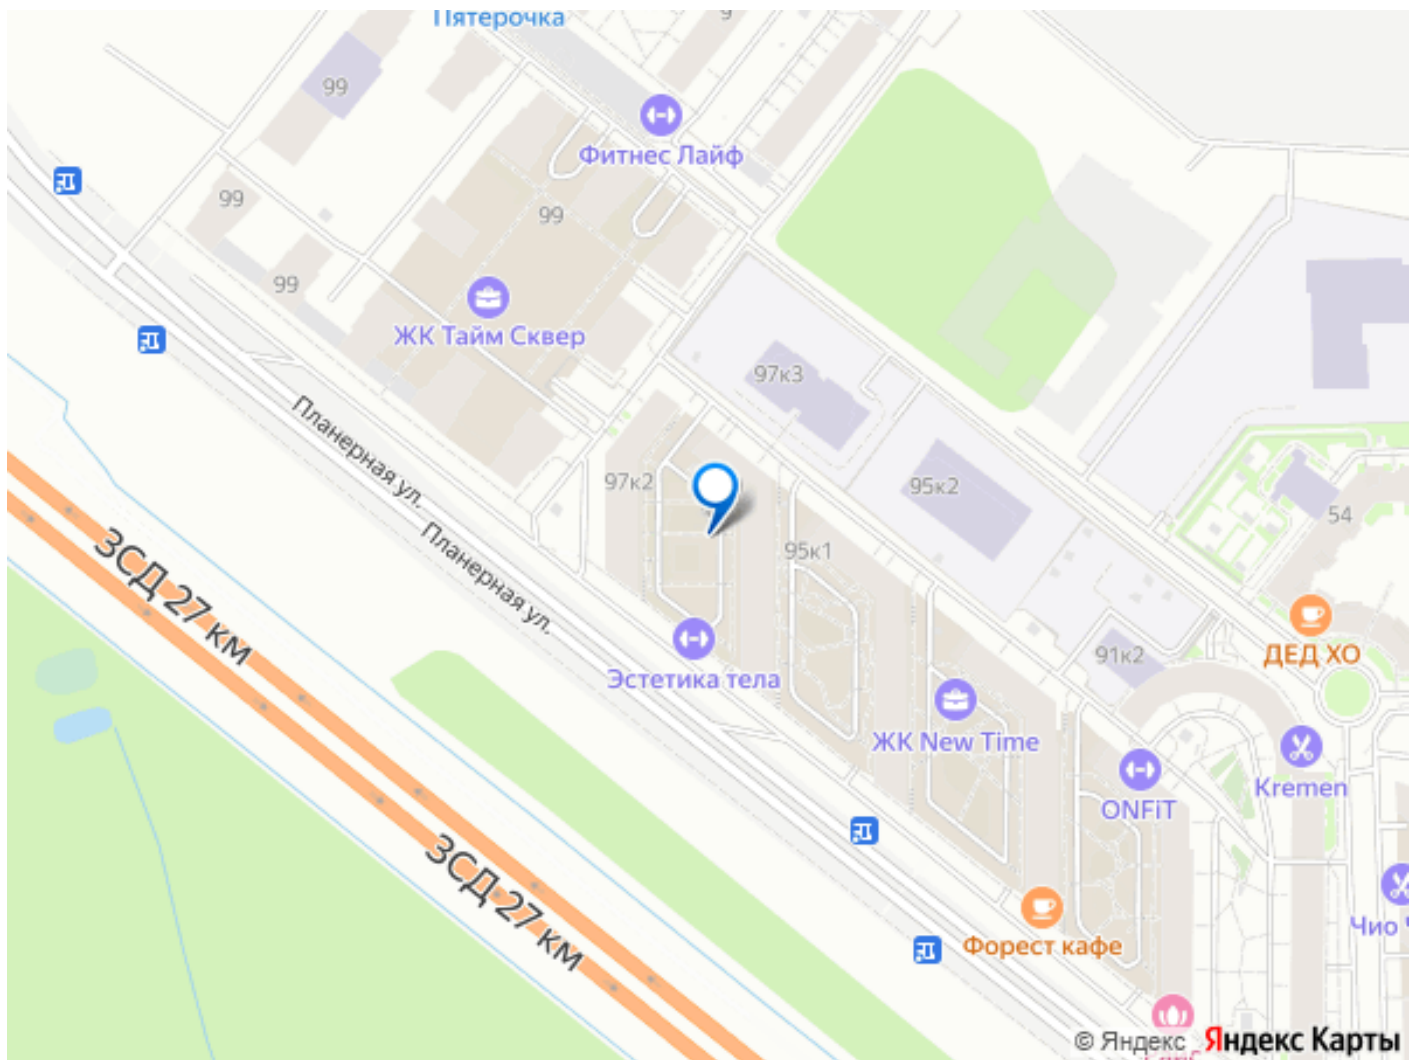 Пятерочка
9
99
Фитнес Лайф
99
99
99
ЖК Тайм Сквер
97к3
Планерная ул.
97к2
95к2
54
Планерная ул.
95к1
ЗСД 27 км
ДЕД ХО
91к2
Эстетика тела
ЖК New Time
Kremen
ONFiT
ЗСД 27 км
Форест кафе
Чио
© Яндекс Яндекс Карты